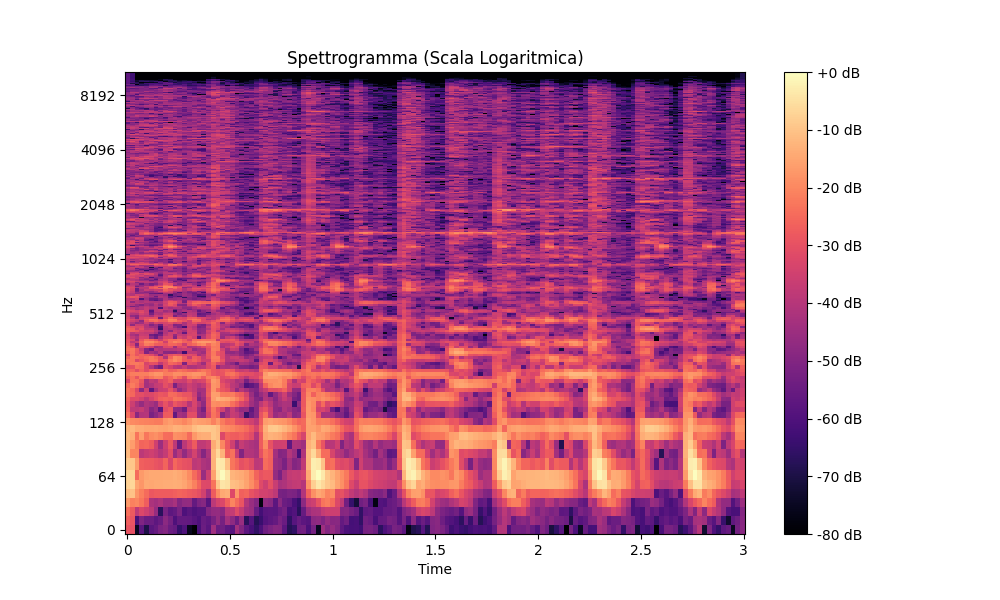 Spettrogramma (Scala Logaritmica)
Hz
8192
4096
2048
1024
512
256
128
64
0
0
0.5
1
1.5
2
2.5
3
Time
+0 dB
-10 dB
-20 dB
-30 dB
-40 dB
-50 dB
-60 dB
-70 dB
-80 dB